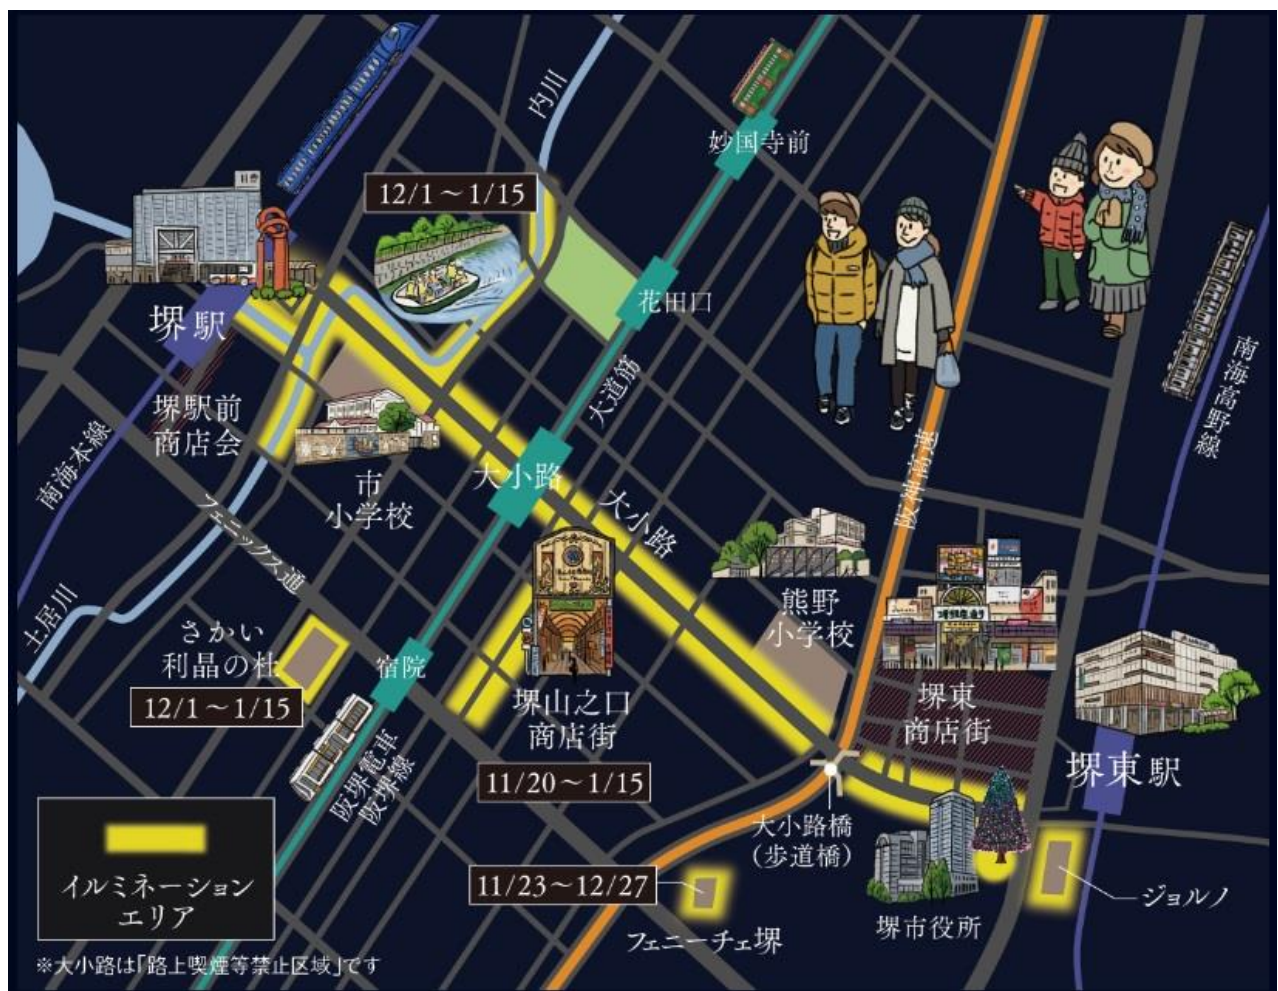 内川
妙国寺前
12/1～1/15
花田口
堺駅
大道筋
南海高野線
堺駅前
商店会
南海本線
大小路
市
小学校
大小路
阪神高速
フェニックス通
熊野
小学校
土居川
さかい
利晶の杜
12/1～1/15
宿院
堺山之口
商店街
11/20～1/15
堺東
商店街
堺東駅
阪堺電車
阪堺線
大小路橋
（歩道橋）
イルミネーション
エリア
11/23～12/27
フェニーチェ堺
堺市役所
ジョルノ
※大小路は「路上喫煙等禁止区域」です